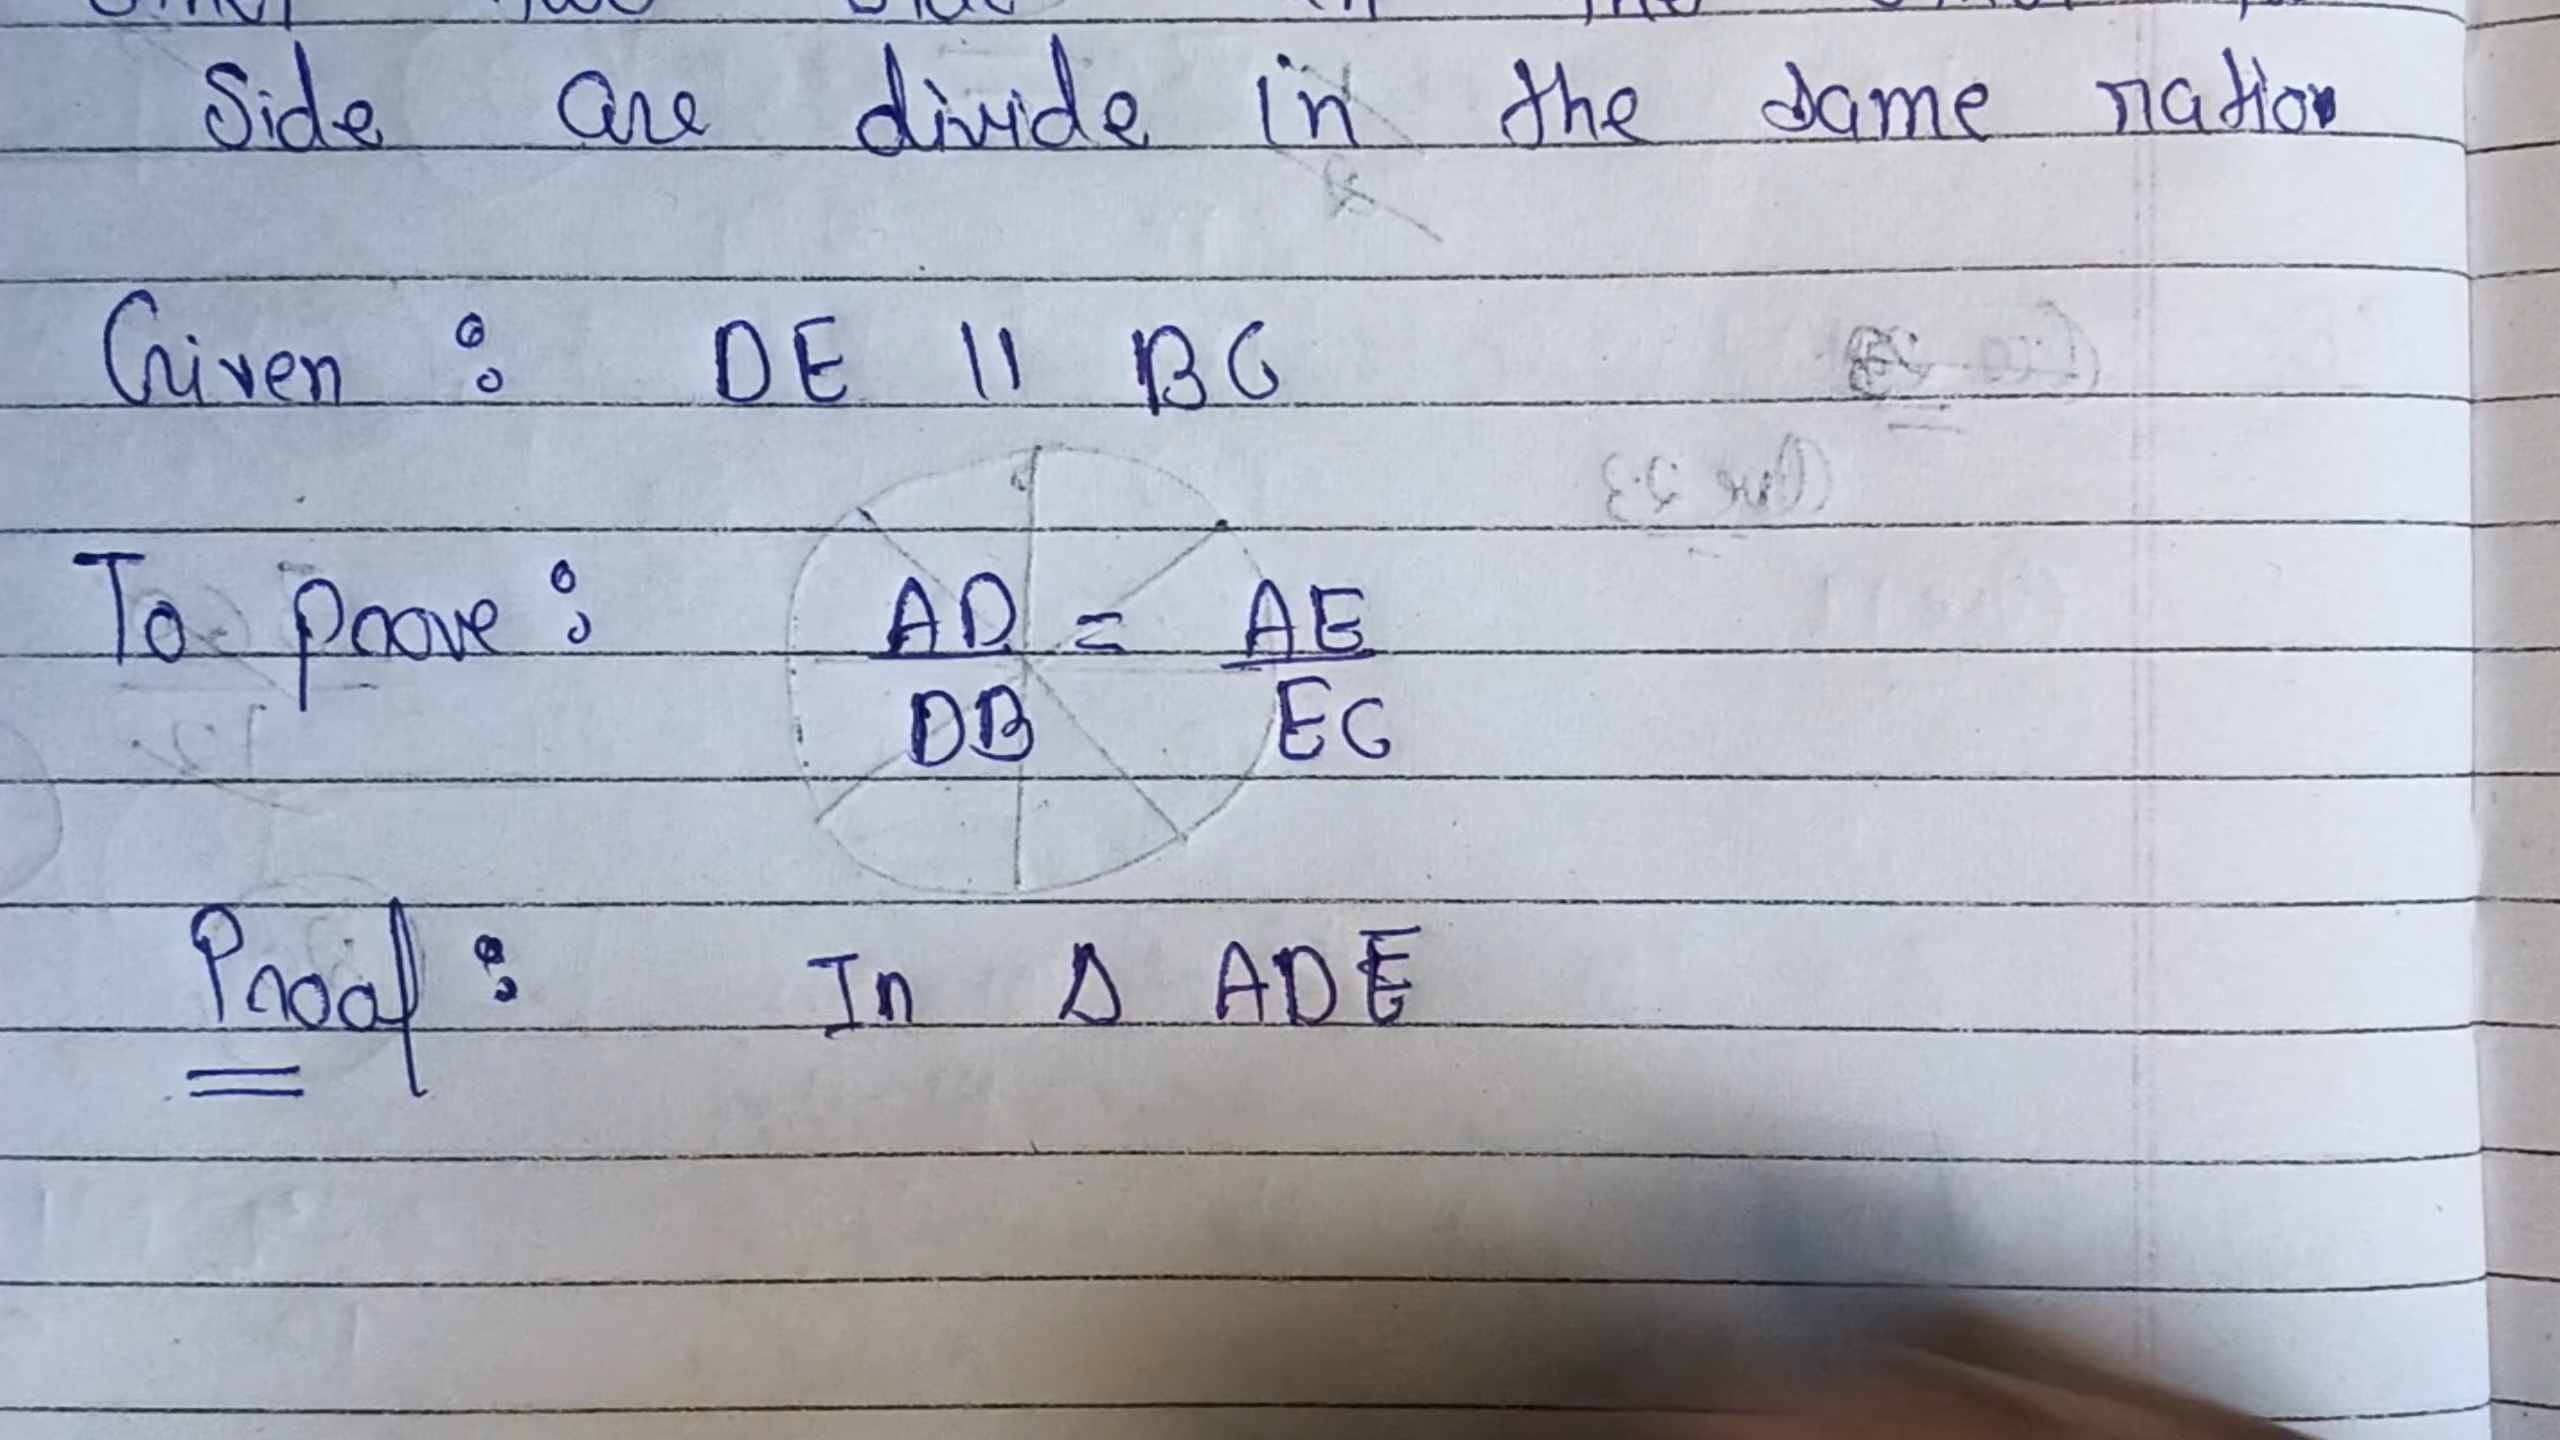 Side are divide in the same ratio
Given : DE || BC
To prove : AD = AE
DB EC
Proof : In Δ ADE